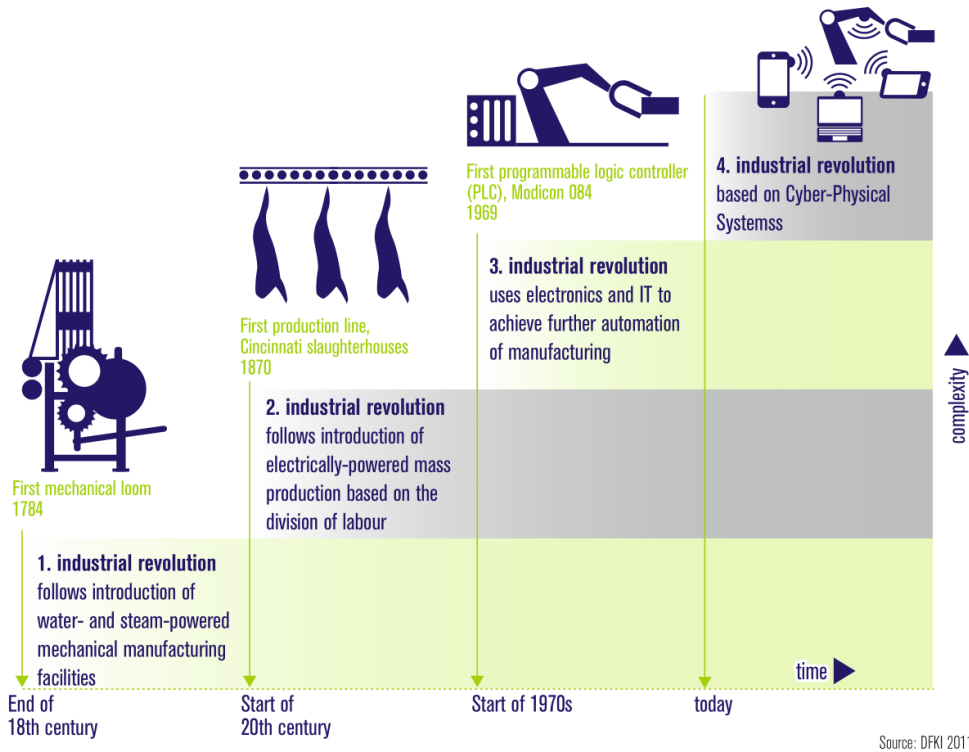 First mechanical loom
1784
1. industrial revolution
follows introduction of
water- and steam-powered
mechanical manufacturing
facilities
End of
18th century
First production line,
Cincinnati slaughterhouses
1870
2. industrial revolution
follows introduction of
electrically-powered mass
production based on the
division of labour
Start of
20th century
First programmable logic controller
(PLC), Modicon 084
1969
3. industrial revolution
uses electronics and IT to
achieve further automation
of manufacturing
Start of 1970s
4. industrial revolution
based on Cyber-Physical
Systemss
today
time
complexity
Source: DFKI 2011